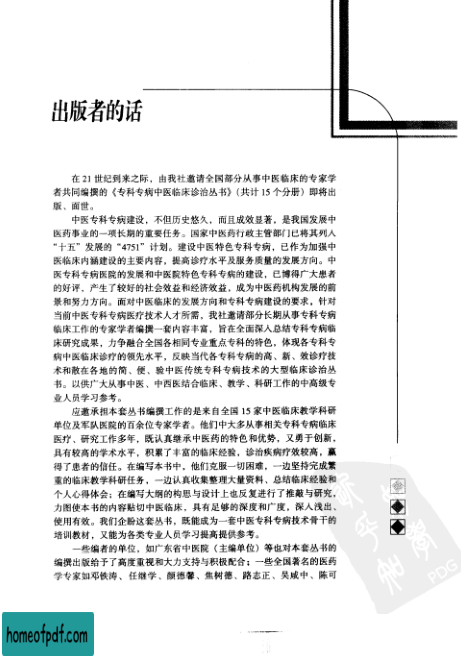 出版者的话
在 21 世纪到来之际，由我社邀请全国部分从事中医临床的专家学
者共同编撰的《专科专病中医临床诊治丛书》（共计 15 个分册）即将出
版、面世。
中医专科专病建设，不但历史悠久，而且成效显著，是我国发展中
医药事业的一项长期的重要任务。国家中医药行政主管部门已将其列入
“十五”发展的“4751”计划。建设中医特色专科专病，已作为加强中
医临床内涵建设的主要内容，提高诊疗水平及服务质量的发展方向。中
医专科专病医院的发展和中医院特色专科专病的建设，已博得广大患者
的好评，产生了较好的社会效益和经济效益，成为中医药机构发展的前
景和努力方向。面对中医临床的发展方向和专科专病建设的要求，针对
当前中医专科专病医疗技术人才所需，我社邀请部分长期从事专科专病
临床工作的专家学者编撰一套内容丰富，旨在全面深入总结专科专病临
床研究成果，力争融合全国各相同专业重点专科的特色，体现各专科专
病中医临床诊疗的领先水平，反映当代各专科专病的高、新、效诊疗技
术和散在各地的简、便、验中医传统专科专病技术的大型临床诊治丛
书。以供广大从事中医、中西医结合临床、教学、科研工作的中高级专
业人员学习参考。
应邀承担本套丛书编撰工作的是来自全国 15 家中医临床教学科研
单位及军队医院的百余位专家学者。他们中大多从事相关专科专病临床
医疗、研究工作多年，既认真继承中医药的特色和优势，又勇于创新，
具有较高的学术水平，积累了丰富的临床经验，诊治疾病疗效较高，赢
得了患者的信任。在编写本书中，他们克服一切困难，一边坚持完成繁
重的临床教学科研任务，一边认真收集整理大量资料、总结临床经验和
个人心得体会；在编写大纲的构思与设计上也反复进行了推敲与研究，
力图使本书的内容贴切中医临床，具有足够的深度和广度，深入浅出、
使用有效。我们企盼这套丛书，既能成为一套中医专科专病技术骨干的
培训教材，又能为各类专业人员学习提高提供参考。
一些编者的单位，如广东省中医院（主编单位）等也对本套丛书的
编撰出版给予了高度重视和大力支持与积极配合；一些全国著名的医药
学专家如邓铁涛、任继学、颜德馨、焦树德、路志正、吴咸中、陈可
PDG
homeofpdf.com